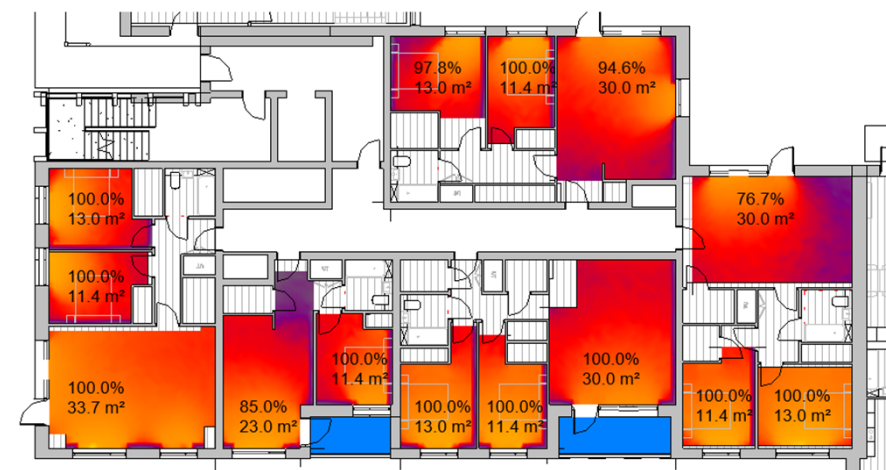 97.8%
13.0 m²
100.0%
11.4 m²
94.6%
30.0 m²
100.0%
13.0 m²
76.7%
30.0 m²
100.0%
11.4 m²
100.0%
33.7 m²
85.0%
23.0 m²
100.0%
11.4 m²
100.0%
13.0 m²
100.0%
11.4 m²
100.0%
30.0 m²
100.0%
11.4 m²
100.0%
13.0 m²